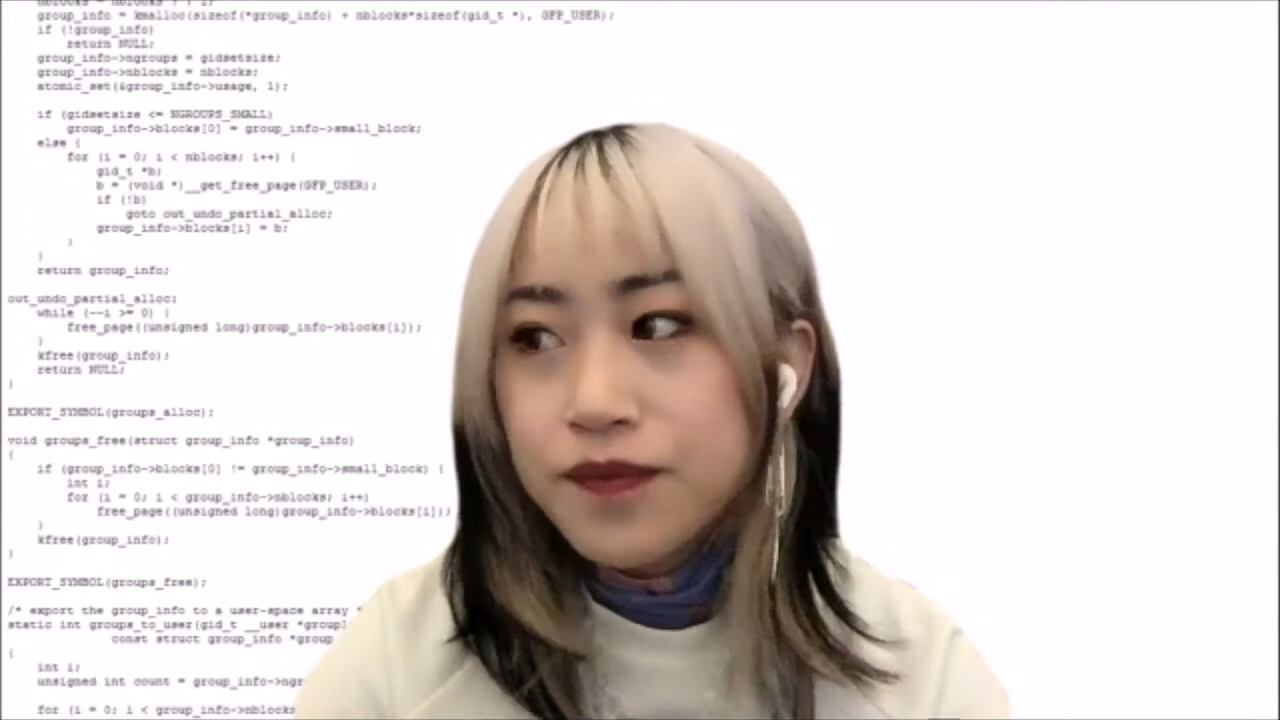 nblocks = nblocks ? : 1;
group_info = kmalloc(sizeof(*group_info) + nblocks*sizeof(gid_t *), GFP_USER);
if (!group_info)
return NULL;
group_info->ngroups = gidsetsize;
group_info->nblocks = nblocks;
atomic_set(&group_info->usage, 1);
if (gidsetsize <= NGROUPS_SMALL)
group_info->blocks[0] = group_info->small_block;
else {
for (i = 0; i < nblocks; i++) {
gid_t *b;
b = (void *)__get_free_page(GFP_USER);
if (!b)
goto out_undo_partial_alloc;
group_info->blocks[i] = b;
}
}
return group_info;
out_undo_partial_alloc:
while (--i >= 0) {
free_page((unsigned long)group_info->blocks[i]);
}
kfree(group_info);
return NULL;
}
EXPORT_SYMBOL(groups_alloc);
void groups_free(struct group_info *group_info)
{
if (group_info->blocks[0] != group_info->small_block) {
int i;
for (i = 0; i < group_info->nblocks; i++)
free_page((unsigned long)group_info->blocks[i]);
}
kfree(group_info);
}
EXPORT_SYMBOL(groups_free);
/* export the group_info to a user-space array *
static int groups_to_user(gid_t __user *groupl
const struct group_info *group
{
int i;
unsigned int count = group_info->ngr
for (i = 0; i < group_info->nblocks